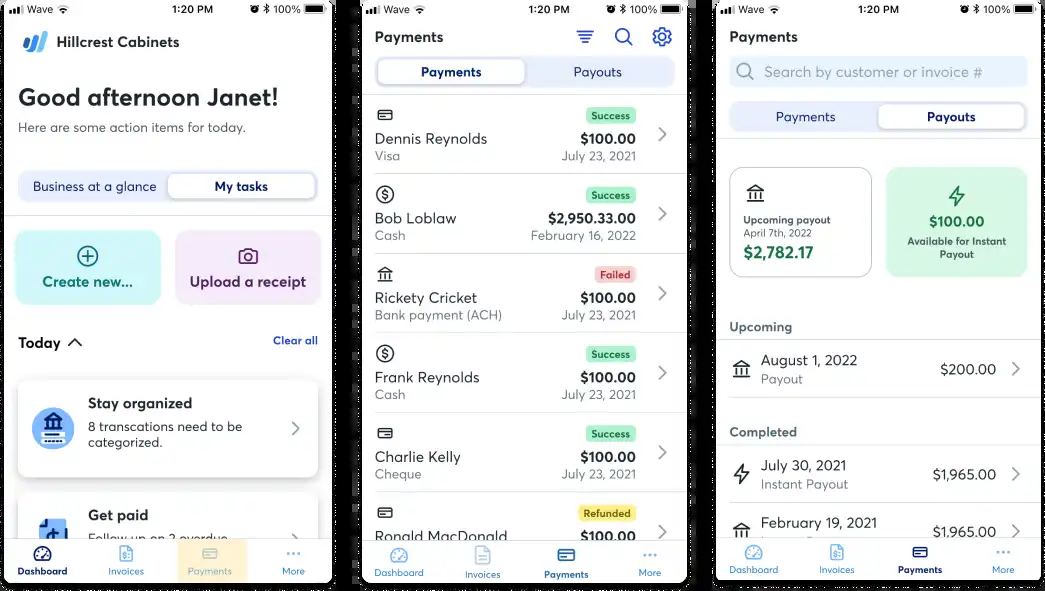 Wave
1:20 PM
100%
Hillcrest Cabinets
Good afternoon Janet!
Here are some action items for today.
Business at a glance
My tasks
Create new...
Upload a receipt
Today
Clear all
Stay organized
8 transcations need to be
categorized.
Get paid
Follow up on 2 overdue
Dashboard
Invoices
Payments
More
Wave
1:20 PM
100%
Payments
Payments
Payouts
Success
Dennis Reynolds
$100.00
Visa
July 23, 2021
Success
Bob Loblaw
$2,950.33.00
Cash
February 16, 2022
Failed
Rickety Cricket
$100.00
Bank payment (ACH)
July 23, 2021
Success
Frank Reynolds
$100.00
Cash
July 23, 2021
Success
Charlie Kelly
$100.00
Cheque
July 23, 2021
Refunded
Ronald MacDonald
$100.00
Dashboard
Invoices
Payments
More
Wave
1:20 PM
100%
Payments
Search by customer or invoice #
Payments
Payouts
Upcoming payout
April 7th, 2022
$2,782.17
$100.00
Available for Instant
Payout
Upcoming
August 1, 2022
Payout
$200.00
Completed
July 30, 2021
Instant Payout
$1,965.00
February 19, 2021
$1,965.00
Dashboard
Invoices
Payments
More